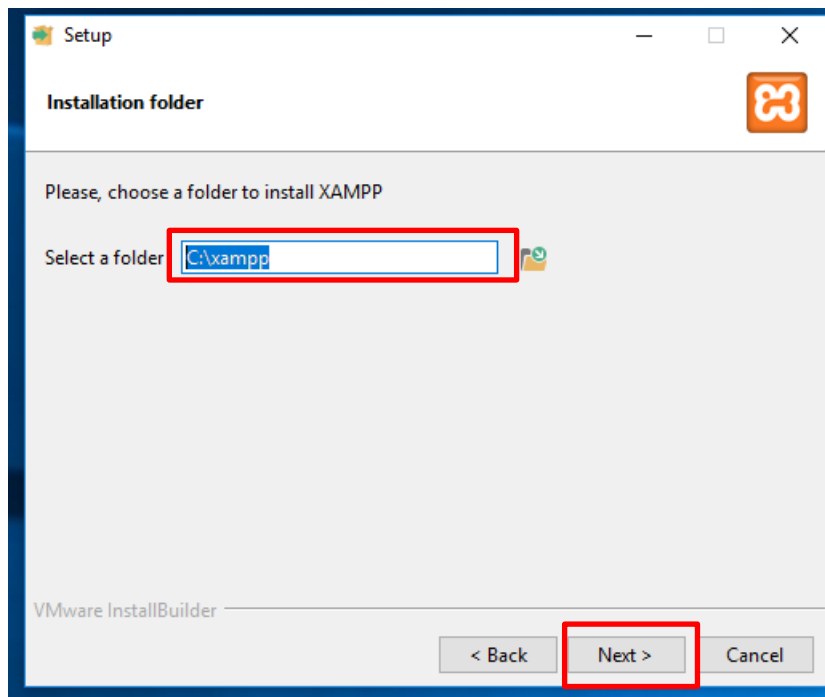 Setup
Installation folder
Please, choose a folder to install XAMPP
Select a folder C:\xampp
VMware InstallBuilder
< Back Next > Cancel